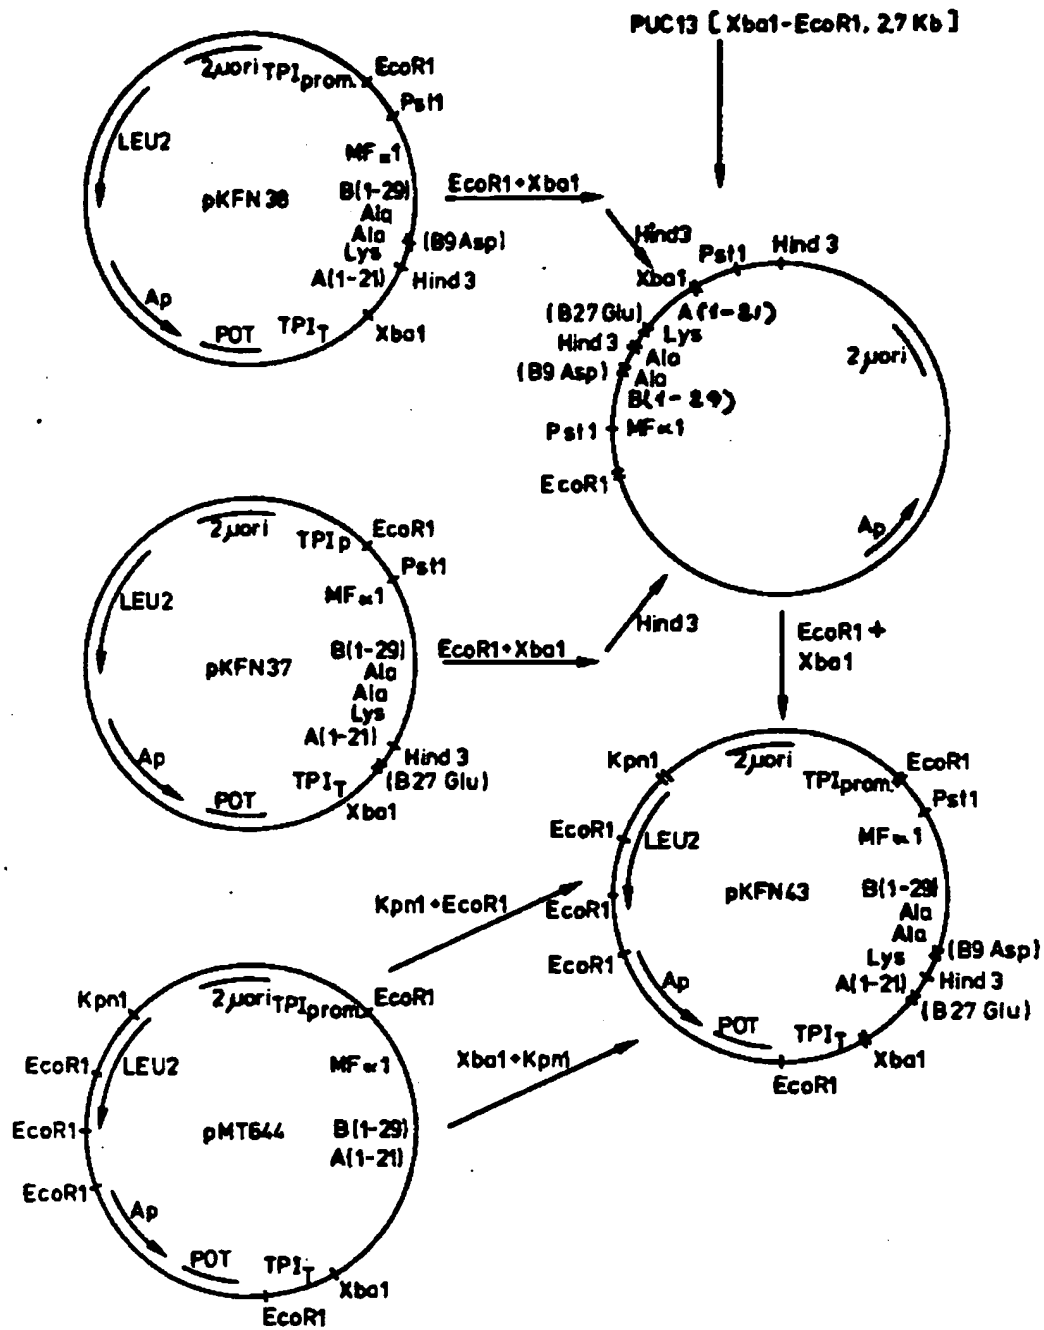 PUC13 [ Xba1-EcoR1, 2.7 Kb ]
2µori
TPIprom.
EcoR1
Pst1
LEU2
MFα1
pKFN38
B(1-29)
Ala
Ala
Lys
(B9 Asp)
A(1-21)
Hind 3
Ap
POT
TPIT
Xba1
EcoR1+Xba1
Hind3
Hind 3
Pst1
Xba1
A(1-21)
(B27 Glu)
Lys
Hind 3
Ala
(B9 Asp)
Ala
B(1-29)
Pst1
MFα1
EcoR1
2µori
Ap
2µori
TPIp
EcoR1
Pst1
LEU2
MFα1
pKFN37
B(1-29)
Ala
Ala
Lys
A(1-21)
Hind 3
(B27 Glu)
Ap
POT
TPIT
Xba1
EcoR1+Xba1
Hind3
EcoR1 +
Xba1
Kpn1
2µori
TPIprom.
EcoR1
Pst1
EcoR1
LEU2
MFα1
pKFN43
EcoR1
B(1-29)
Ala
Ala
EcoR1
Lys
(B9 Asp)
A(1-21)
Hind 3
(B27 Glu)
Ap
POT
TPIT
Xba1
EcoR1
Kpn1+EcoR1
Xba1+Kpn1
Kpn1
2µori
TPIprom.
EcoR1
EcoR1
LEU2
MFα1
EcoR1
pMT644
B(1-29)
A(1-21)
EcoR1
Ap
POT
TPIT
Xba1
EcoR1